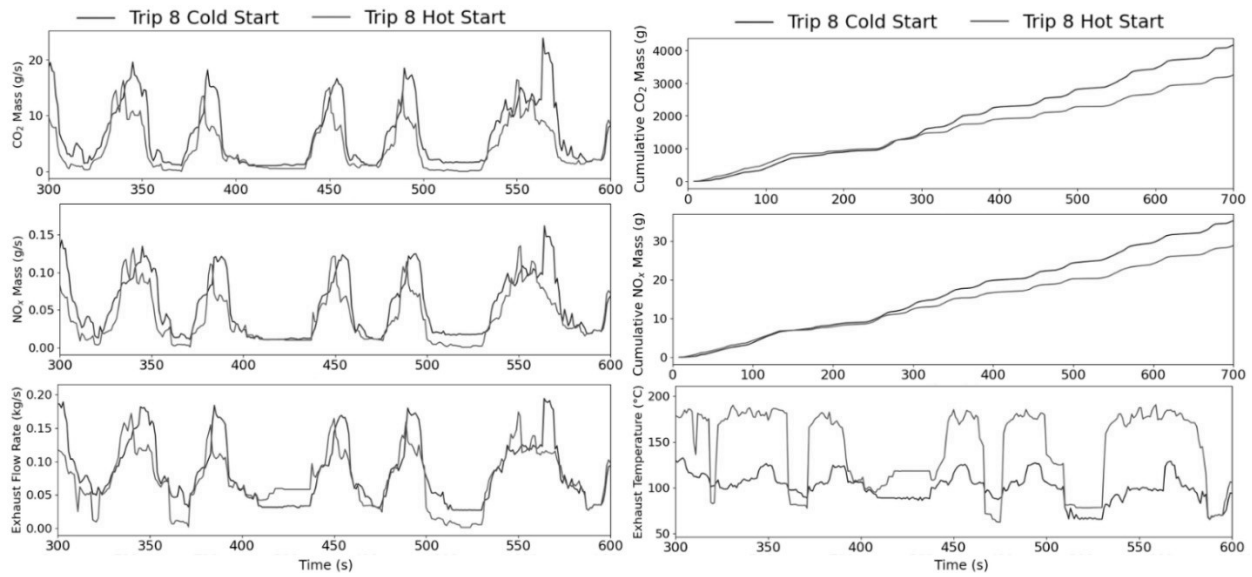 Trip 8 Cold Start Trip 8 Hot Start
CO₂ Mass (g/s)
20
10
0
300 350 400 450 500 550 600
NOₓ Mass (g/s)
0.15
0.10
0.05
0.00
300 350 400 450 500 550 600
Exhaust Flow Rate (kg/s)
0.20
0.15
0.10
0.05
0.00
300 350 400 450 500 550 600
Time (s)
Trip 8 Cold Start Trip 8 Hot Start
Cumulative CO₂ Mass (g)
4000
3000
2000
1000
0
0 100 200 300 400 500 600 700
Cumulative NOₓ Mass (g)
30
20
10
0
0 100 200 300 400 500 600 700
Exhaust Temperature (°C)
200
150
100
50
300 350 400 450 500 550 600
Time (s)